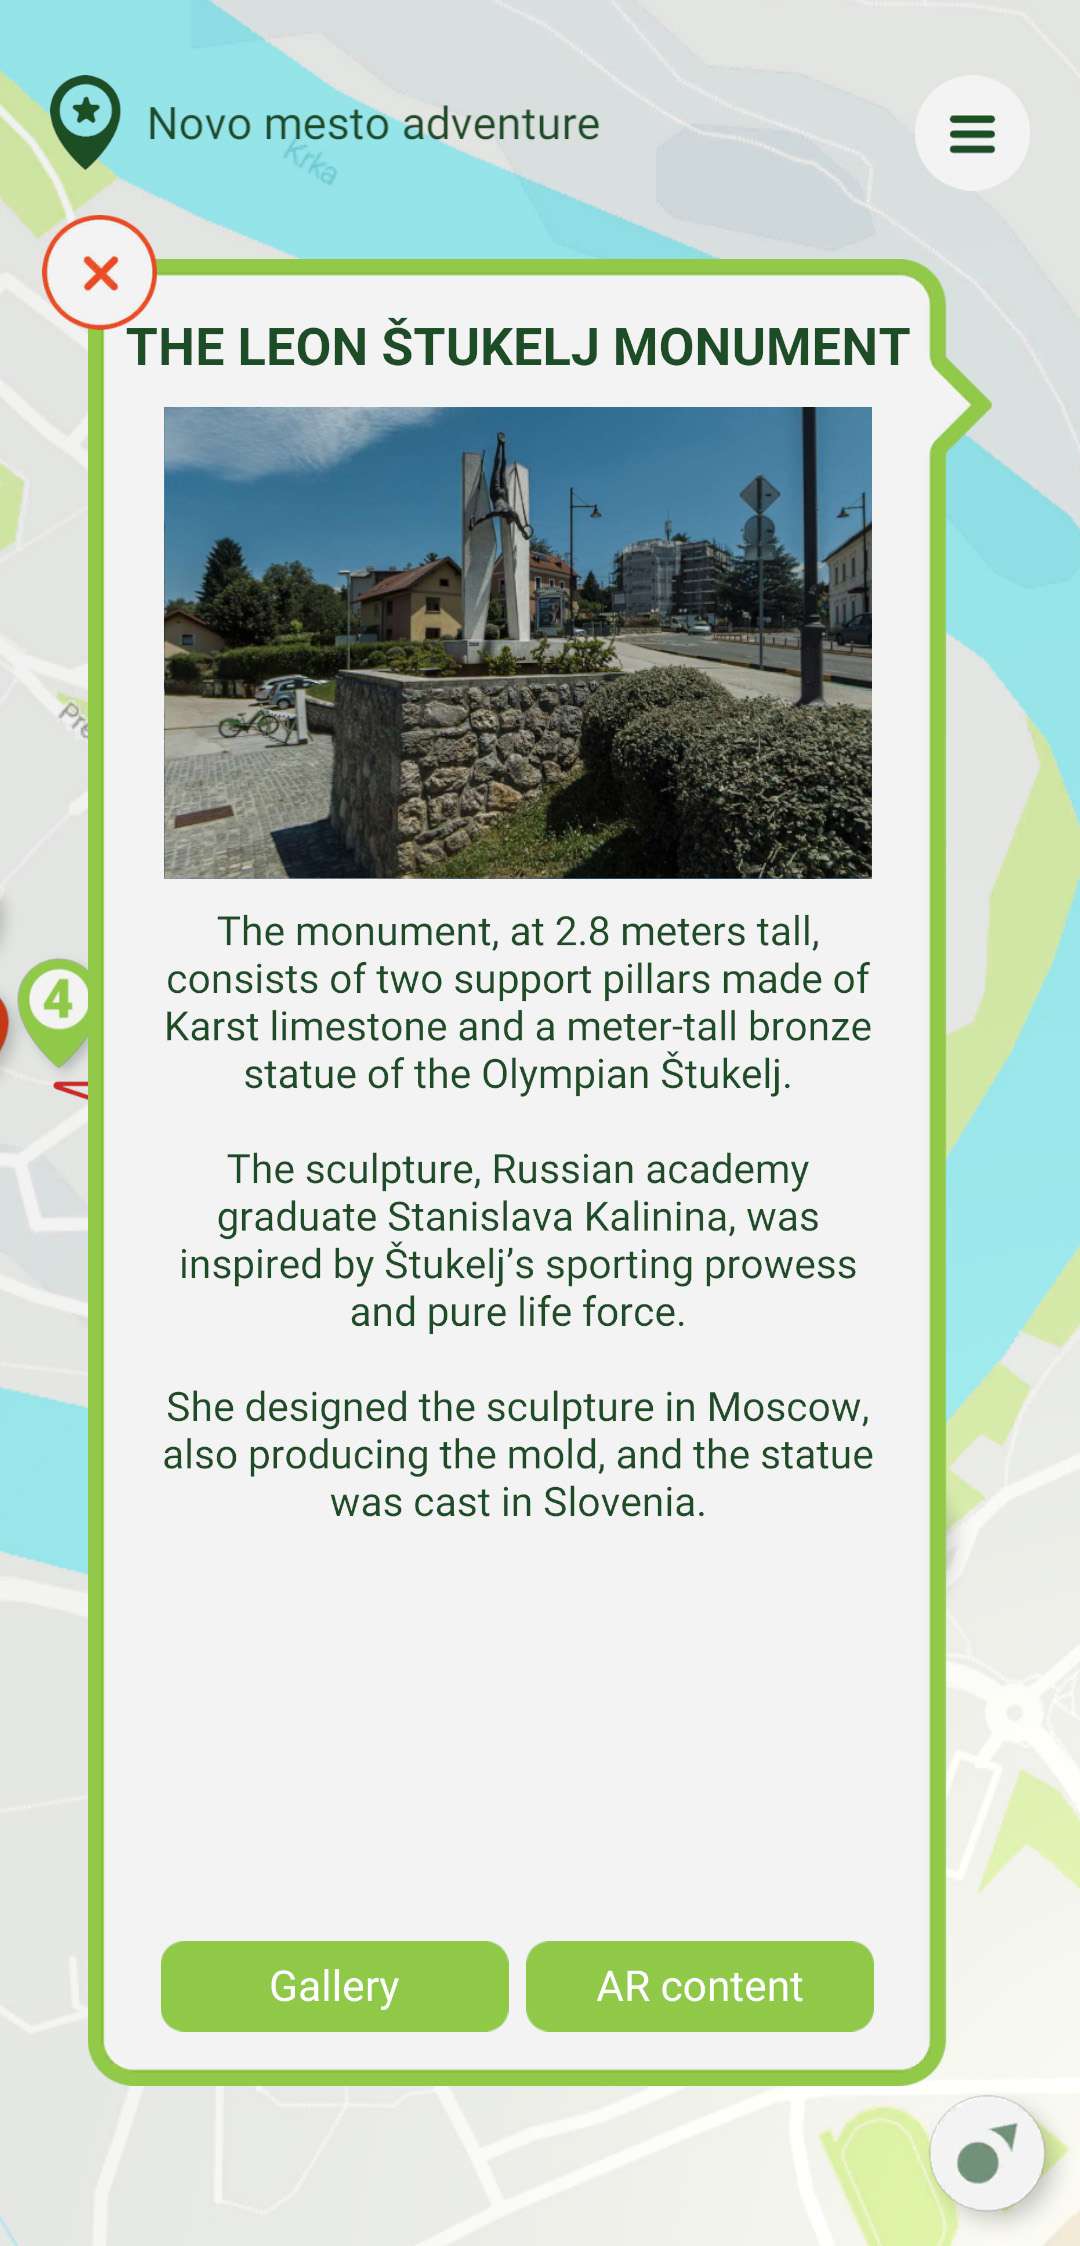 Novo mesto adventure
Krka
THE LEON ŠTUKELJ MONUMENT
Pre
The monument, at 2.8 meters tall,
consists of two support pillars made of
Karst limestone and a meter-tall bronze
statue of the Olympian Štukelj.
4
The sculpture, Russian academy
graduate Stanislava Kalinina, was
inspired by Štukelj’s sporting prowess
and pure life force.
She designed the sculpture in Moscow,
also producing the mold, and the statue
was cast in Slovenia.
Gallery
AR content